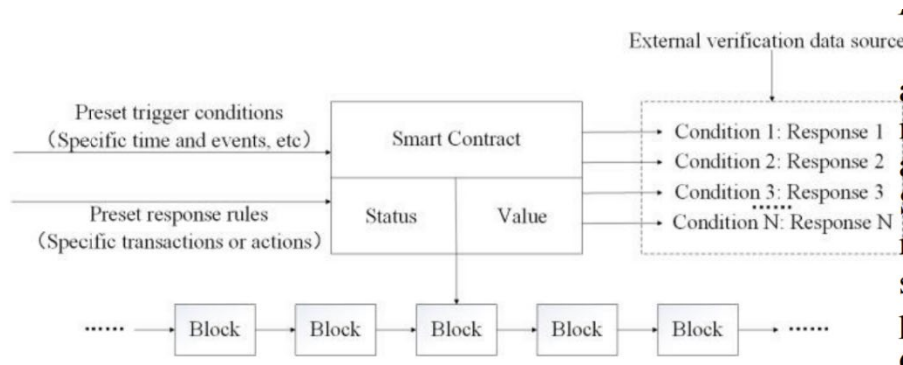 External verification data source
Preset trigger conditions
（Specific time and events, etc）
Smart Contract
Condition 1: Response 1
Condition 2: Response 2
Condition 3: Response 3
......
Condition N: Response N
Status
Value
Preset response rules
（Specific transactions or actions）
...... Block Block Block Block Block ......